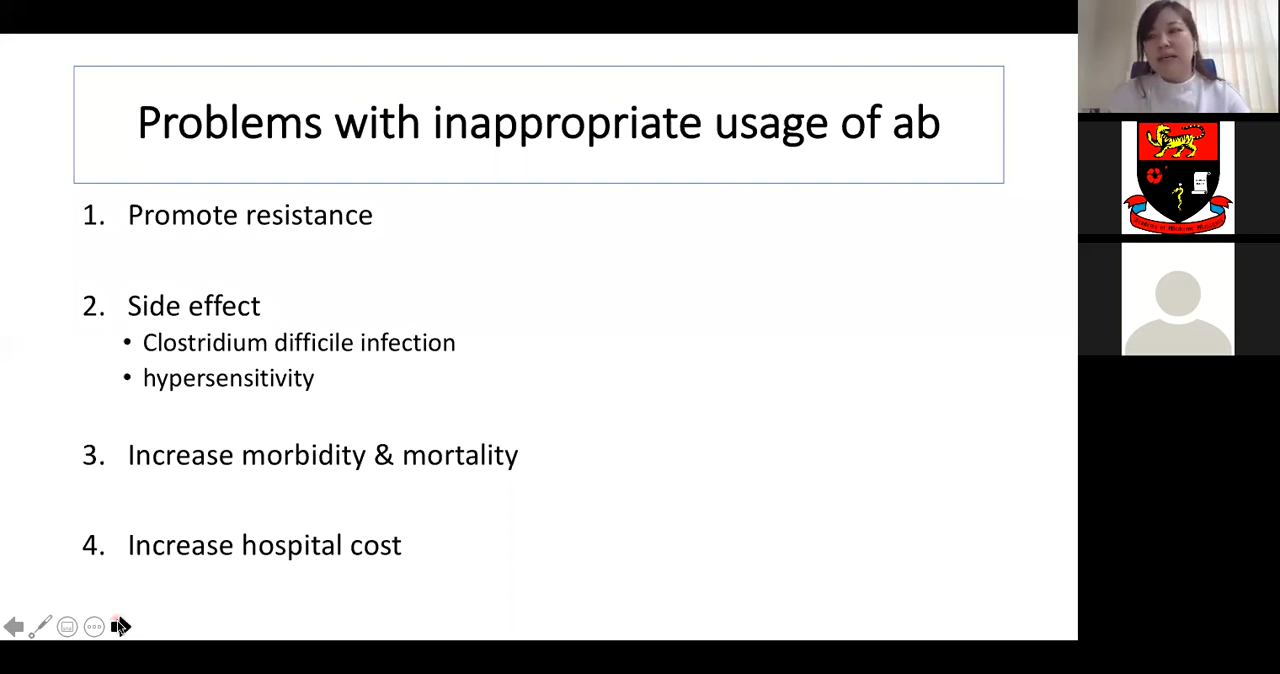 Problems with inappropriate usage of ab
1. Promote resistance
2. Side effect
• Clostridium difficile infection
• hypersensitivity
3. Increase morbidity & mortality
4. Increase hospital cost